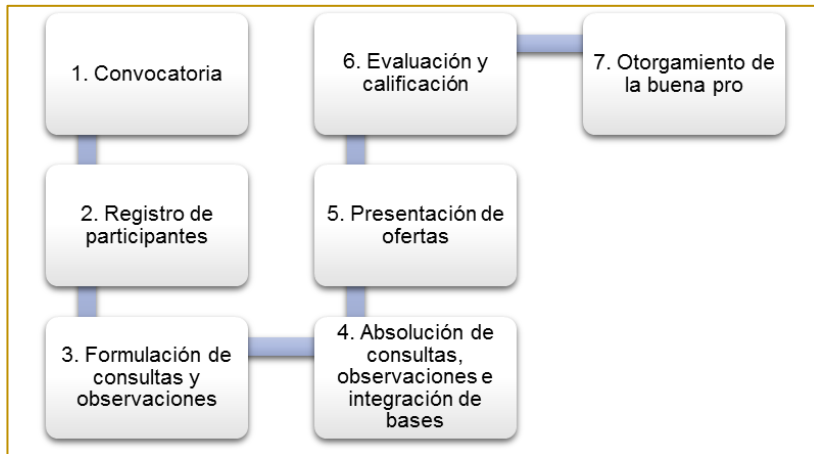 1. Convocatoria
2. Registro de
participantes
3. Formulación de
consultas y
observaciones
4. Absolución de
consultas,
observaciones e
integración de
bases
5. Presentación de
ofertas
6. Evaluación y
calificación
7. Otorgamiento de
la buena pro